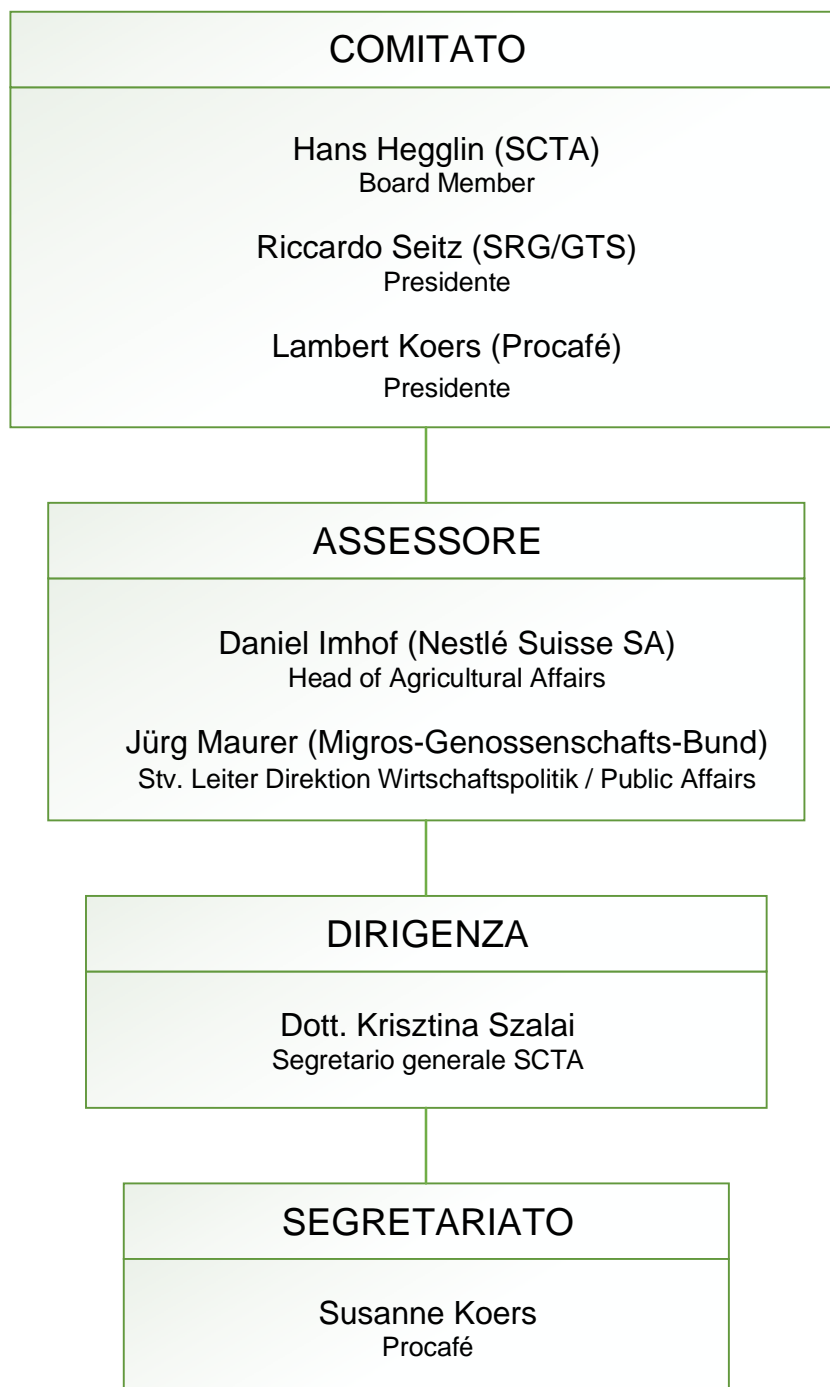 COMITATO
Hans Hegglin (SCTA)
Board Member
Riccardo Seitz (SRG/GTS)
Presidente
Lambert Koers (Procafé)
Presidente
ASSESSORE
Daniel Imhof (Nestlé Suisse SA)
Head of Agricultural Affairs
Jürg Maurer (Migros-Genossenschafts-Bund)
Stv. Leiter Direktion Wirtschaftspolitik / Public Affairs
DIRIGENZA
Dott. Krisztina Szalai
Segretario generale SCTA
SEGRETARIATO
Susanne Koers
Procafé